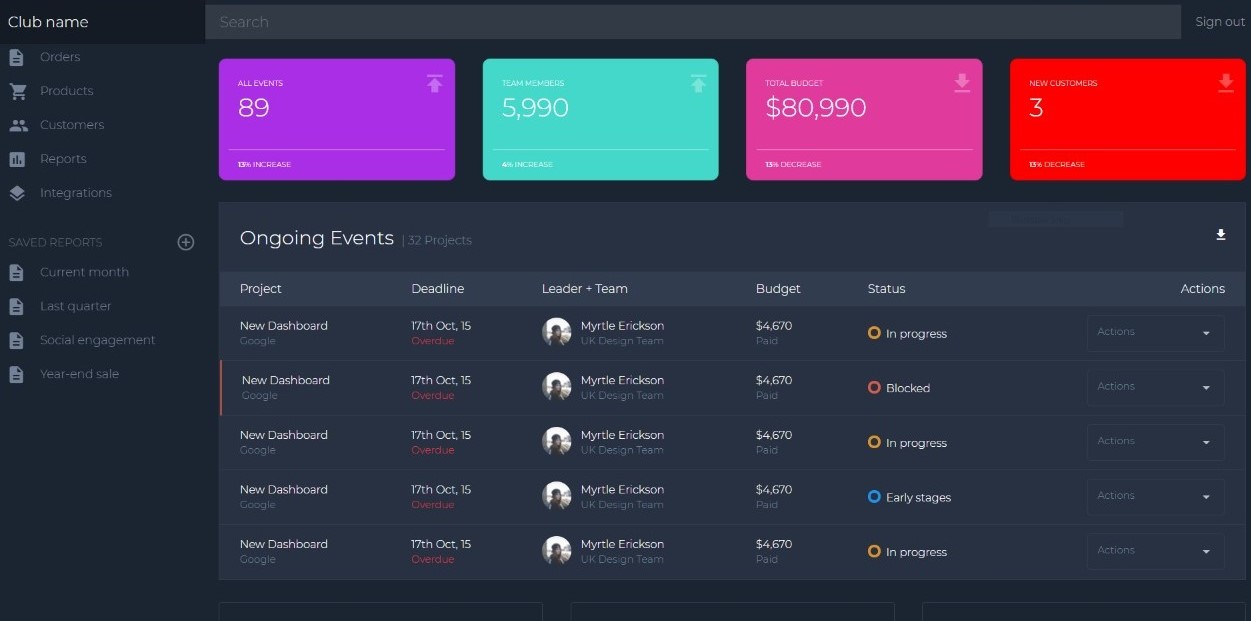 Club name
Search
Sign out
Orders
Products
Customers
Reports
Integrations
SAVED REPORTS
Current month
Last quarter
Social engagement
Year-end sale
ALL EVENTS
89
13% INCREASE
TEAM MEMBERS
5,990
4% INCREASE
TOTAL BUDGET
$80,990
13% DECREASE
NEW CUSTOMERS
3
13% DECREASE
Ongoing Events | 32 Projects
Project Deadline Leader + Team Budget Status Actions
New Dashboard 17th Oct, 15 Myrtle Erickson $4,670 In progress Actions
Google Overdue UK Design Team Paid
New Dashboard 17th Oct, 15 Myrtle Erickson $4,670 Blocked Actions
Google Overdue UK Design Team Paid
New Dashboard 17th Oct, 15 Myrtle Erickson $4,670 In progress Actions
Google Overdue UK Design Team Paid
New Dashboard 17th Oct, 15 Myrtle Erickson $4,670 Early stages Actions
Google Overdue UK Design Team Paid
New Dashboard 17th Oct, 15 Myrtle Erickson $4,670 In progress Actions
Google Overdue UK Design Team Paid